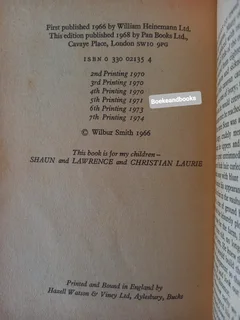 First published 1966 by William Heinemann Ltd.
This edition published 1968 by Pan Books Ltd.,
Cavaye Place, London SW10 9PG
ISBN 0 330 02135 4
2nd Printing 1970
3rd Printing 1970
4th Printing 1970
5th Printing 1971
6th Printing 1973
7th Printing 1974
Booksandbooks
© Wilbur Smith 1966
This book is for my children –
SHAUN and LAWRENCE and CHRISTIAN LAURIE
Printed and Bound in England by
Hazell Watson & Viney Ltd, Aylesbury, Bucks